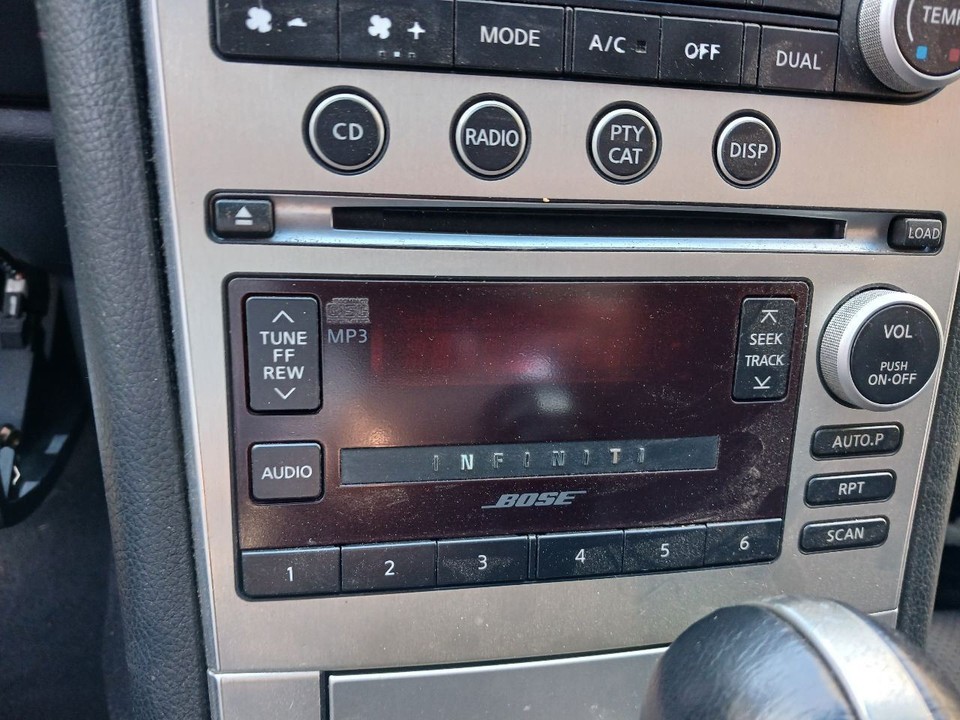 MODE
A/C
OFF
DUAL
TEMP
CD
RADIO
PTY
CAT
DISP
LOAD
TUNE
FF
REW
MP3
SEEK
TRACK
VOL
PUSH
ON·OFF
AUDIO
INFINITI
BOSE
AUTO.P
RPT
SCAN
1 2 3 4 5 6